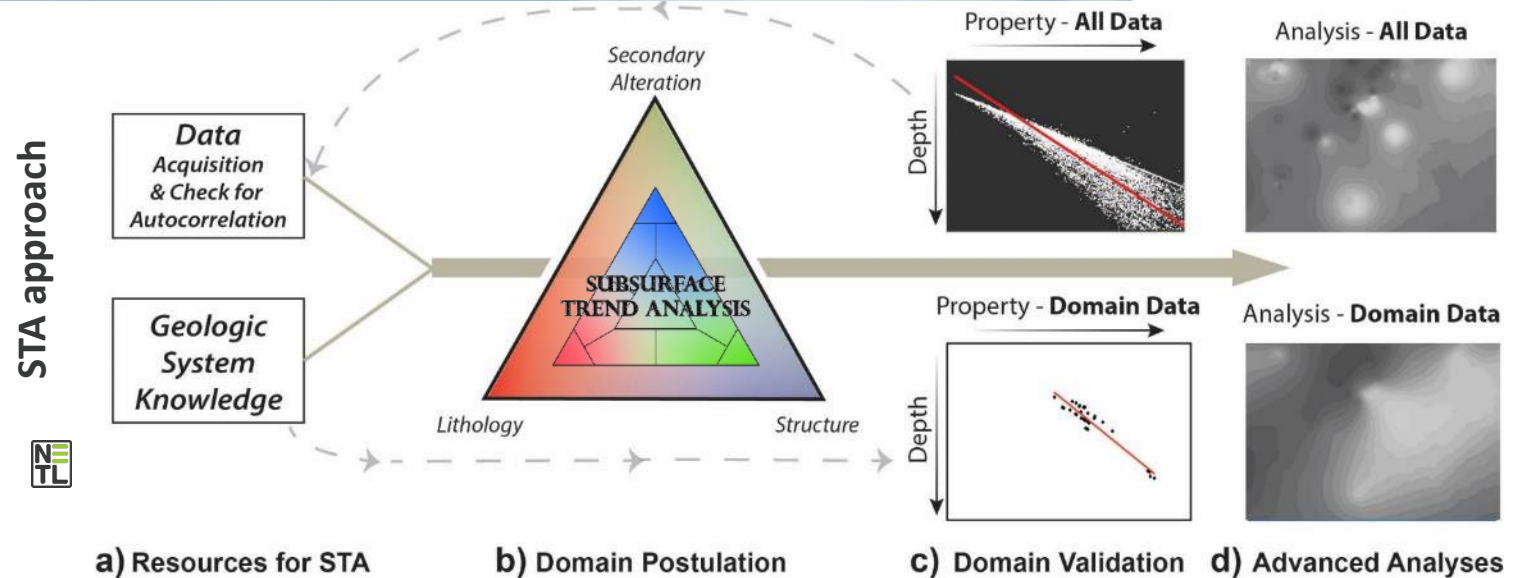 STA approach
NETL
Data
Acquisition
& Check for
Autocorrelation
Geologic
System
Knowledge
Secondary
Alteration
SUBSURFACE
TREND ANALYSIS
Lithology
Structure
Property - All Data
Depth
Analysis - All Data
Property - Domain Data
Depth
Analysis - Domain Data
a) Resources for STA
b) Domain Postulation
c) Domain Validation
d) Advanced Analyses